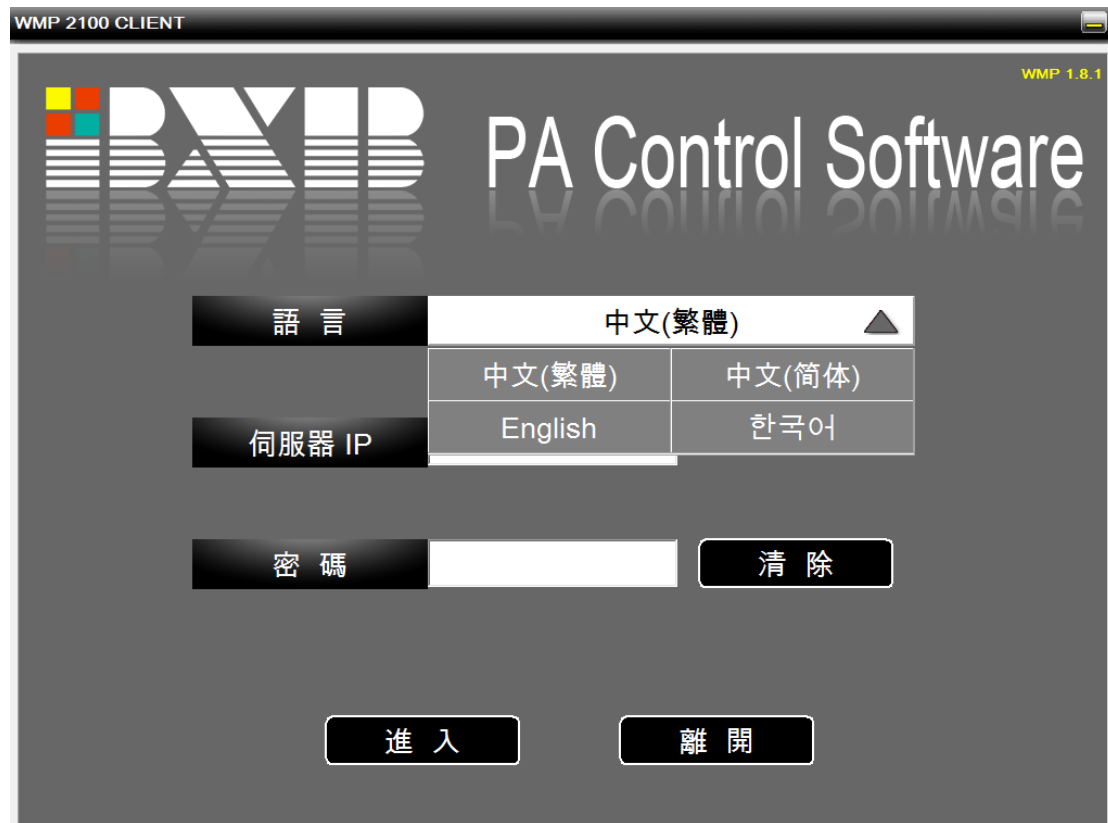 WMP 2100 CLIENT
WMP 1.8.1
BXB PA Control Software
語 言 中文(繁體)
中文(繁體) 中文(简体)
English 한국어
伺服器 IP
密 碼 清 除
進 入 離 開